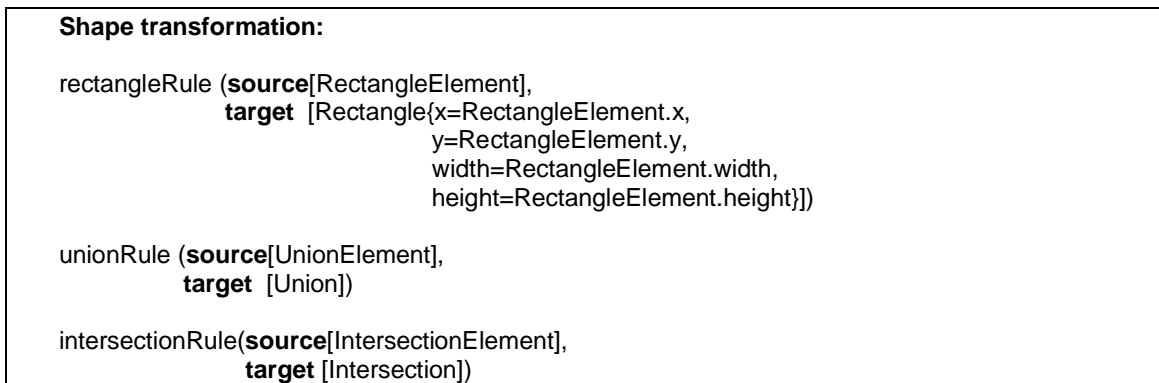 Shape transformation:
rectangleRule (source[RectangleElement],
target [Rectangle{x=RectangleElement.x,
y=RectangleElement.y,
width=RectangleElement.width,
height=RectangleElement.height}])
unionRule (source[UnionElement],
target [Union])
intersectionRule(source[IntersectionElement],
target [Intersection])